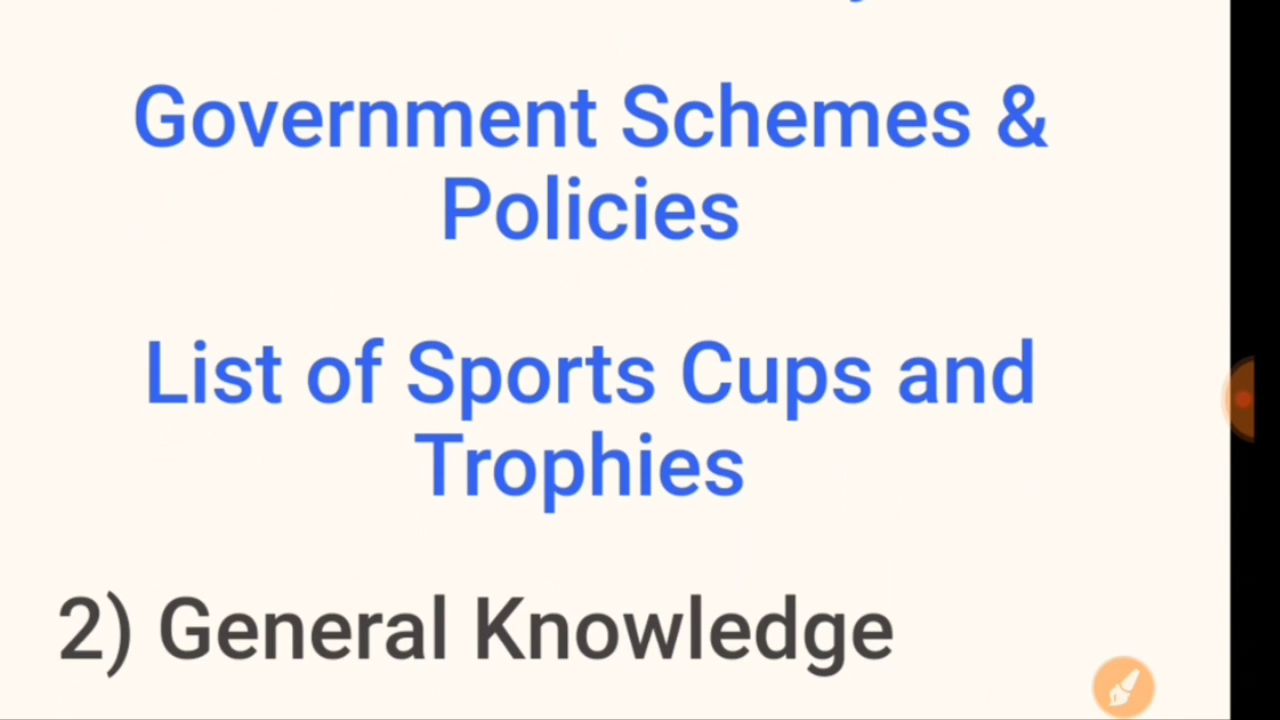 Government Schemes &
Policies
List of Sports Cups and
Trophies
2) General Knowledge